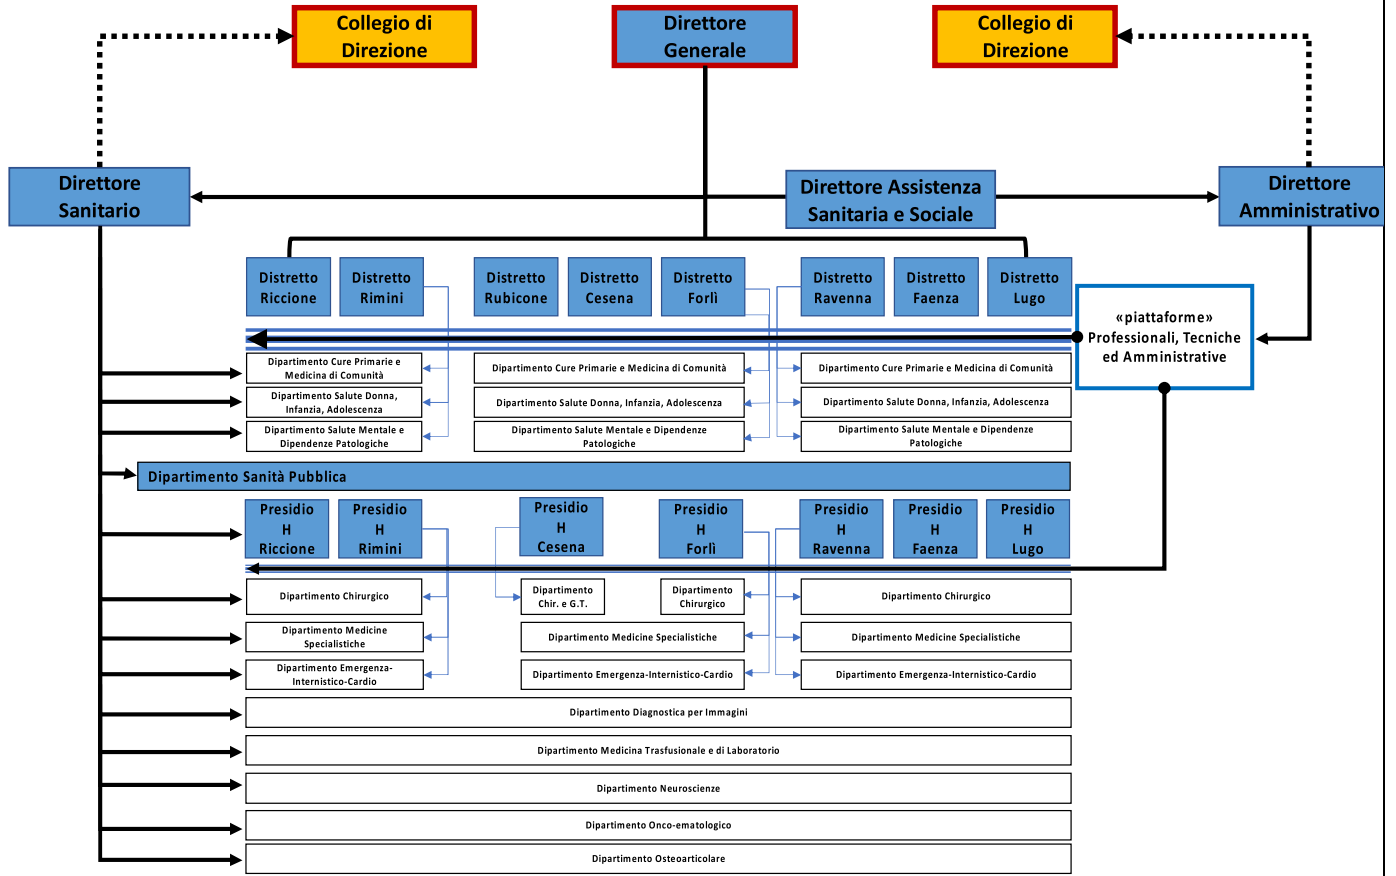 Collegio di
Direzione
Direttore
Generale
Collegio di
Direzione
Direttore
Sanitario
Direttore Assistenza
Sanitaria e Sociale
Direttore
Amministrativo
Distretto
Riccione
Distretto
Rimini
Distretto
Rubicone
Distretto
Cesena
Distretto
Forlì
Distretto
Ravenna
Distretto
Faenza
Distretto
Lugo
«piattaforme»
Professionali, Tecniche
ed Amministrative
Dipartimento Cure Primarie e
Medicina di Comunità
Dipartimento Cure Primarie e Medicina di Comunità
Dipartimento Cure Primarie e Medicina di Comunità
Dipartimento Salute Donna,
Infanzia, Adolescenza
Dipartimento Salute Donna, Infanzia, Adolescenza
Dipartimento Salute Donna, Infanzia, Adolescenza
Dipartimento Salute Mentale e
Dipendenze Patologiche
Dipartimento Salute Mentale e Dipendenze
Patologiche
Dipartimento Salute Mentale e Dipendenze
Patologiche
Dipartimento Sanità Pubblica
Presidio
H
Riccione
Presidio
H
Rimini
Presidio
H
Cesena
Presidio
H
Forlì
Presidio
H
Ravenna
Presidio
H
Faenza
Presidio
H
Lugo
Dipartimento Chirurgico
Dipartimento
Chir. e G.T.
Dipartimento
Chirurgico
Dipartimento Chirurgico
Dipartimento Medicine
Specialistiche
Dipartimento Medicine Specialistiche
Dipartimento Medicine Specialistiche
Dipartimento Emergenza-
Internistico-Cardio
Dipartimento Emergenza-Internistico-Cardio
Dipartimento Emergenza-Internistico-Cardio
Dipartimento Diagnostica per Immagini
Dipartimento Medicina Trasfusionale e di Laboratorio
Dipartimento Neuroscienze
Dipartimento Onco-ematologico
Dipartimento Osteoarticolare